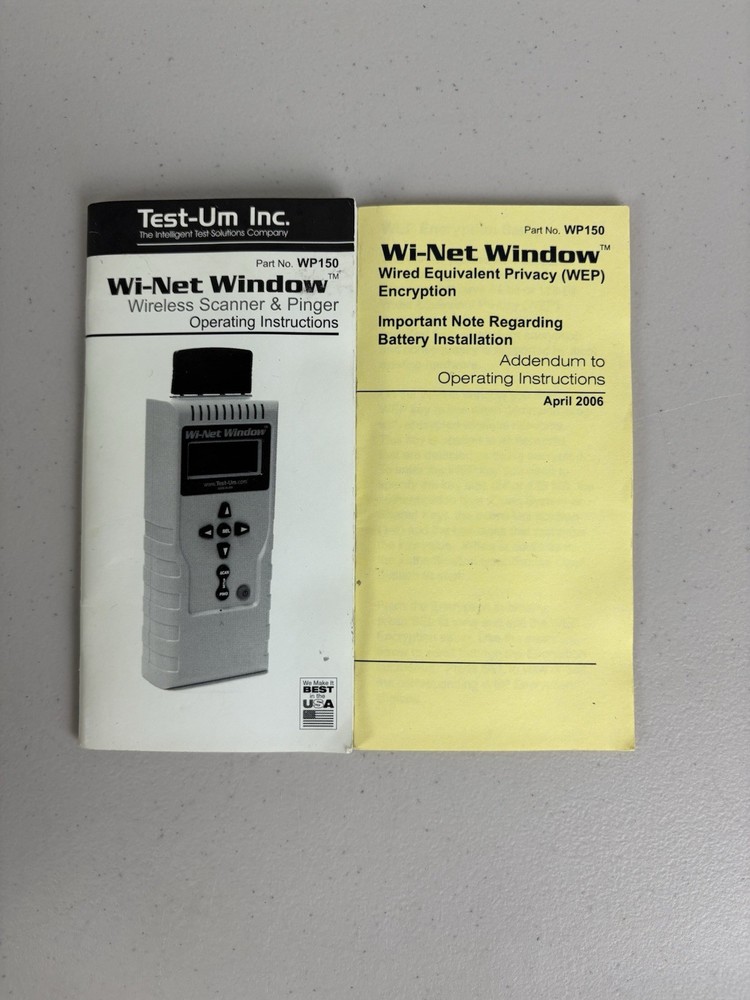 Test-Um Inc.
The Intelligent Test Solutions Company
Part No. WP150
Wi-Net Window™
Wireless Scanner & Pinger
Operating Instructions
Wi-Net Window
www.Test-Um.com
SEL
SCAN
PWR
We Make It
BEST
in the
USA
Part No. WP150
Wi-Net Window™
Wired Equivalent Privacy (WEP)
Encryption
Important Note Regarding
Battery Installation
Addendum to
Operating Instructions
April 2006